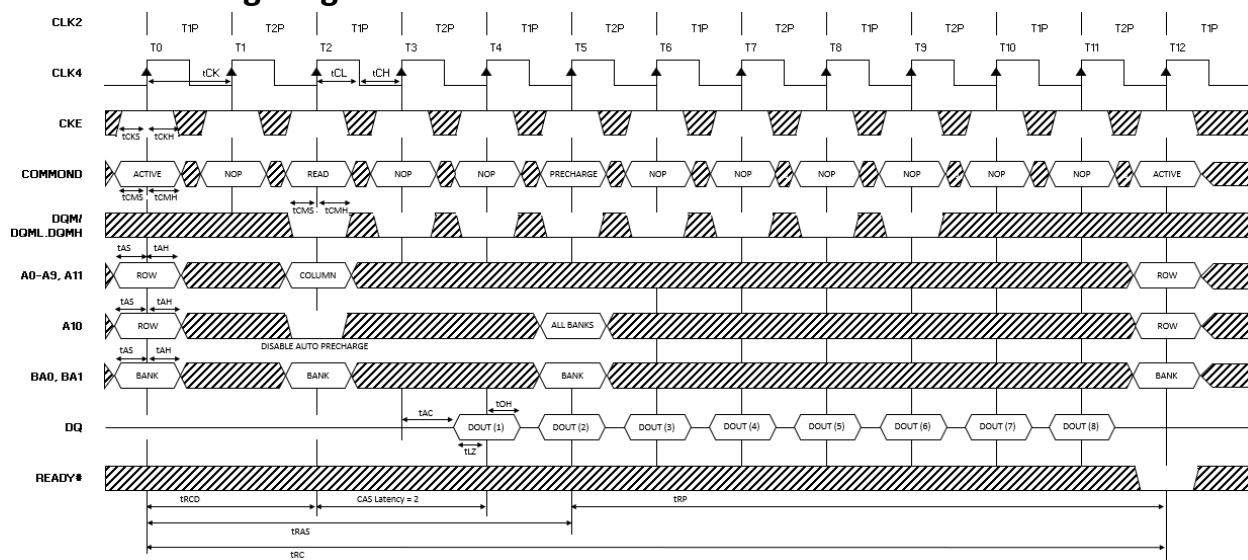 CLK2 T1P T2P T1P T2P T1P T2P T1P T2P T1P T2P T1P T2P T1P
T0 T1 T2 T3 T4 T5 T6 T7 T8 T9 T10 T11 T12
CLK4 tCK tCL tCH
CKE
tCKS tCKH
COMMOND ACTIVE NOP READ NOP NOP PRECHARGE NOP NOP NOP NOP NOP NOP ACTIVE
tCMS tCMH tCMS tCMH
DQM/
DQML.DQMH
tAS tAH
A0-A9, A11 ROW COLUMN ROW
tAS tAH
A10 ROW ALL BANKS ROW
DISABLE AUTO PRECHARGE
tAS tAH
BA0, BA1 BANK BANK BANK BANK
tAC tOH
DQ DOUT (1) DOUT (2) DOUT (3) DOUT (4) DOUT (5) DOUT (6) DOUT (7) DOUT (8)
tLZ
READY#
tRCD CAS Latency = 2 tRP
tRAS
tRC